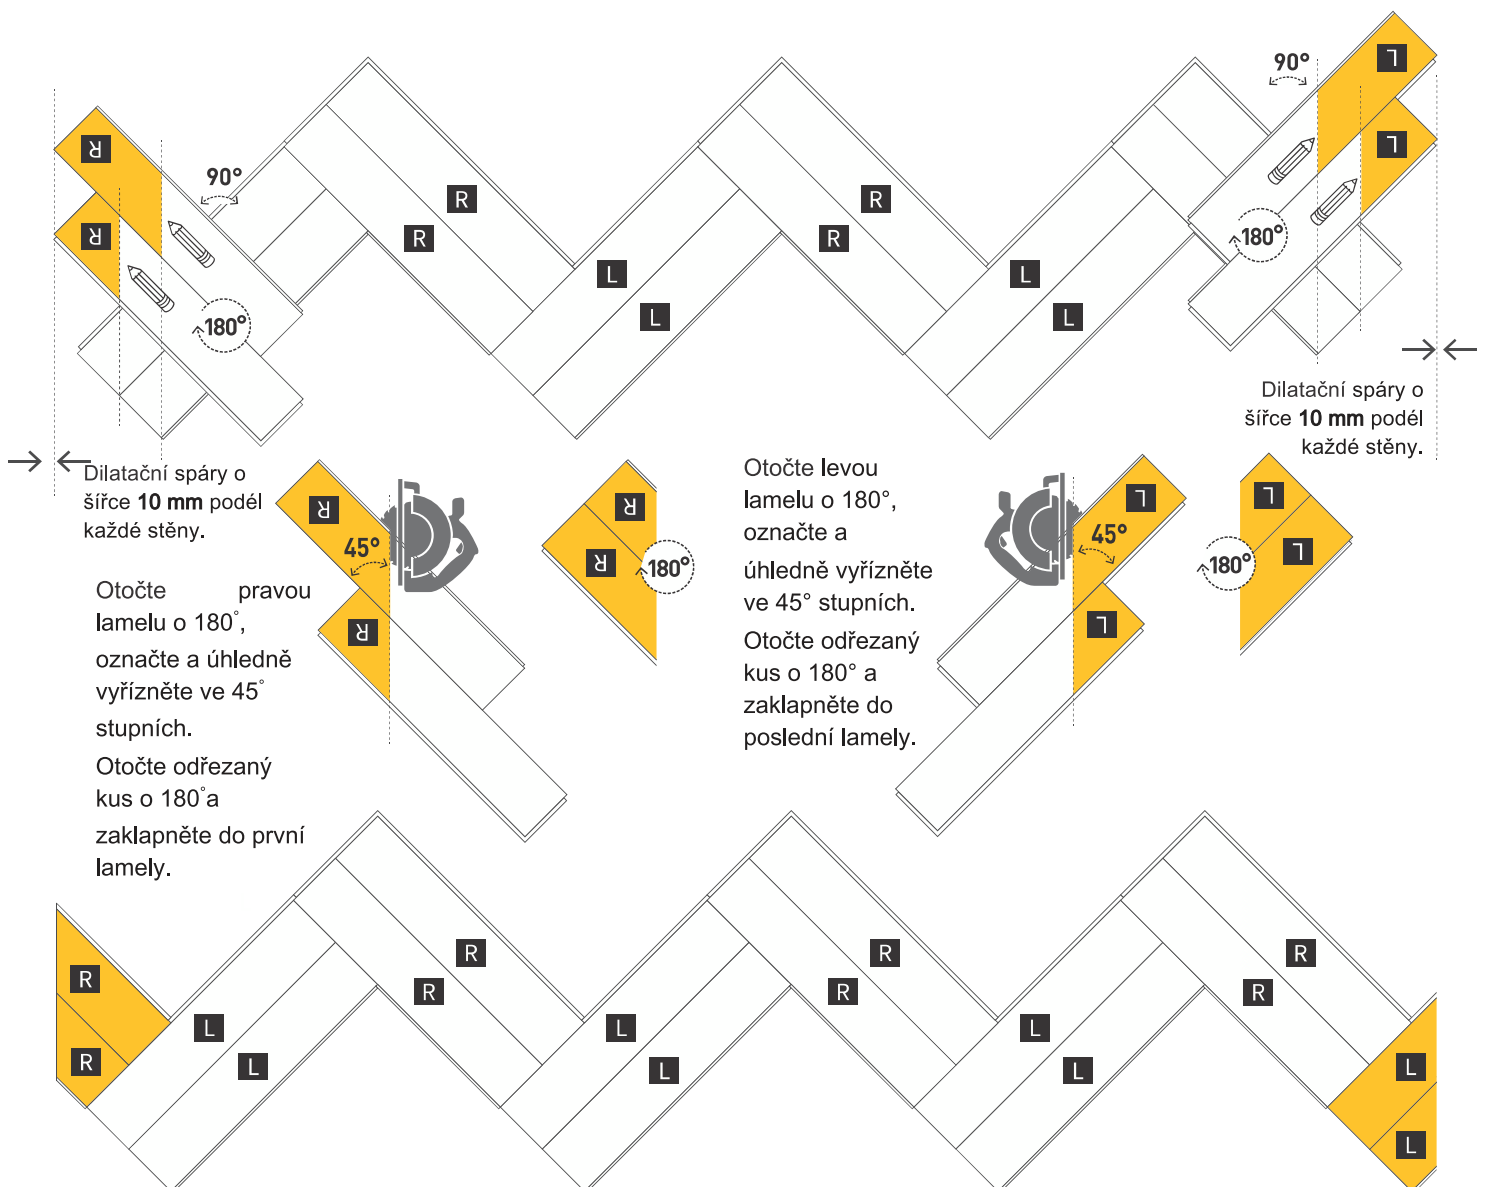 90°
L
L
R
90°
R
R
R
R
R
L
L
L
L
180°
180°
Dilatační spáry o
šířce 10 mm podél
každé stěny.
Dilatační spáry o
šířce 10 mm podél
každé stěny.
R
45°
R
R
R
180°
Otočte pravou
lamelu o 180°,
označte a úhledně
vyřízněte ve 45°
stupních.
Otočte odřezaný
kus o 180°a
zaklapněte do první
lamely.
Otočte levou
lamelu o 180°,
označte a
úhledně vyřízněte
ve 45° stupních.
Otočte odřezaný
kus o 180° a
zaklapněte do
poslední lamely.
L
45°
L
L
L
180°
R
R
R
R
R
R
R
R
L
L
L
L
L
L
L
L